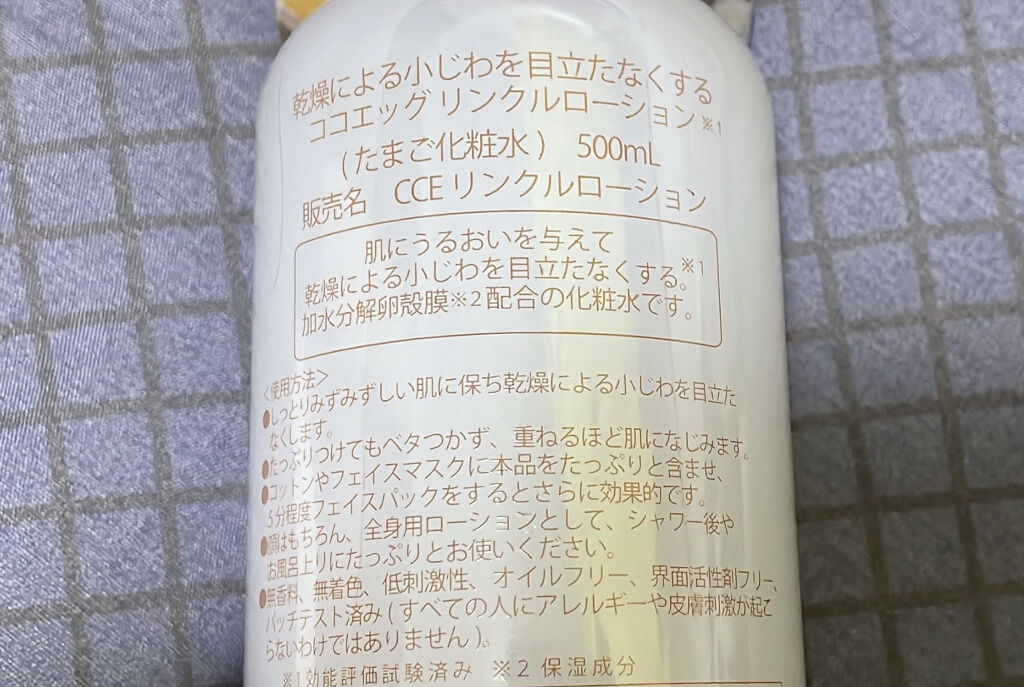 乾燥による小じわを目立たなくする
ココエッグ リンクルローション※1
(たまご化粧水) 500mL
販売名 CCE リンクルローション
肌にうるおいを与えて
乾燥による小じわを目立たなくする。※1
加水分解卵殻膜※2配合の化粧水です。
<使用方法>
●しっとりみずみずしい肌に保ち乾燥による小じわを目立た
なくします。
●たっぷりつけてもベタつかず、重ねるほど肌になじみます。
●コットンやフェイスマスクに本品をたっぷりと含ませ、
5分程度フェイスパックをするとさらに効果的です。
●顔はもちろん、全身用ローションとして、シャワー後や
お風呂上りにたっぷりとお使いください。
●無香料、無着色、低刺激性、オイルフリー、界面活性剤フリー、
パッチテスト済み(すべての人にアレルギーや皮膚刺激が起こ
らないわけではありません)。
※1 効能評価試験済み ※2 保湿成分